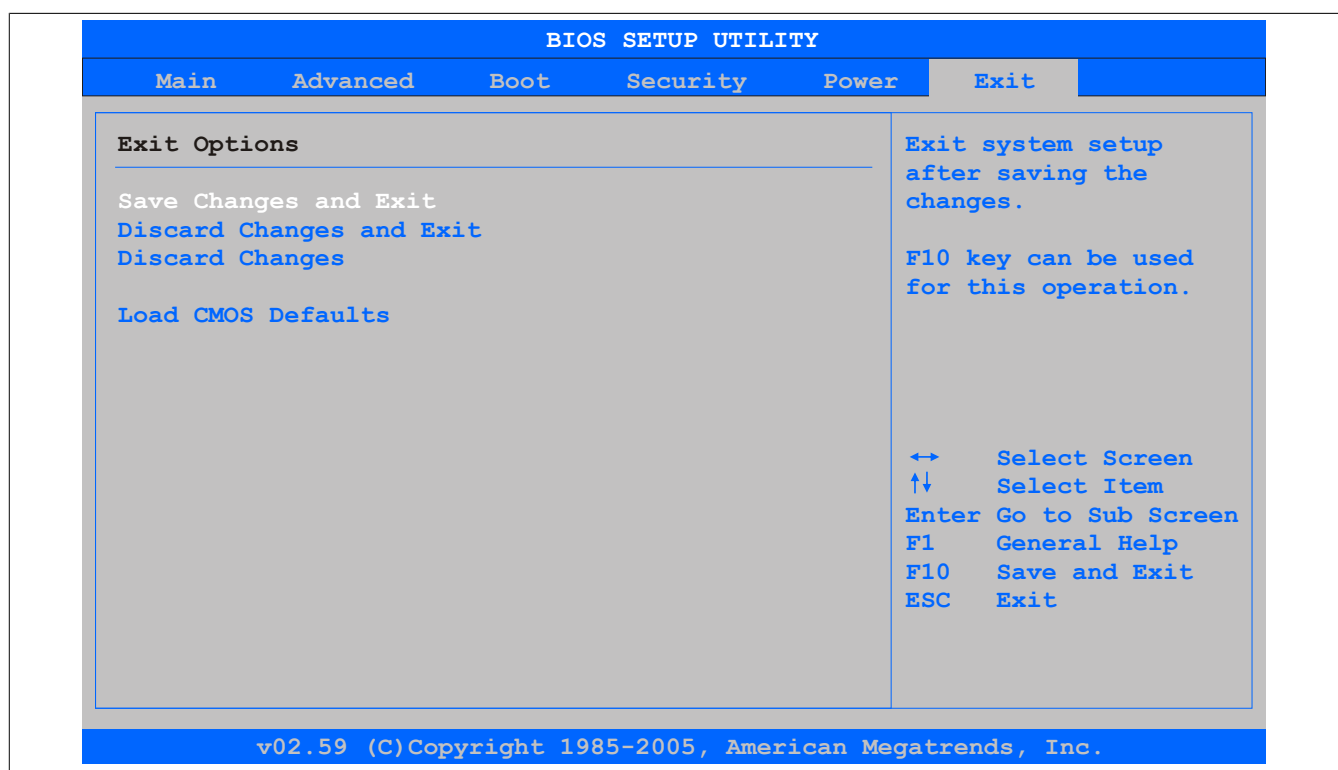 BIOS SETUP UTILITY
Main Advanced Boot Security Power Exit
Exit Options
Save Changes and Exit
Discard Changes and Exit
Discard Changes
Load CMOS Defaults
Exit system setup
after saving the
changes.
F10 key can be used
for this operation.
↔ Select Screen
↑↓ Select Item
Enter Go to Sub Screen
F1 General Help
F10 Save and Exit
ESC Exit
v02.59 (C)Copyright 1985-2005, American Megatrends, Inc.